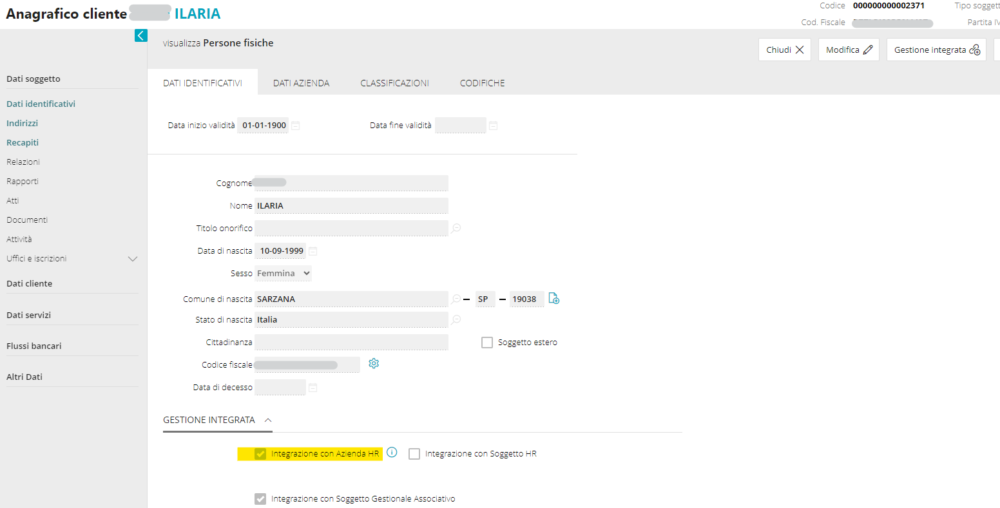 Anagrafico cliente ILARIA
Codice 000000000002371 Tipo soggett
Cod. Fiscale Partita IV
visualizza Persone fisiche
Chiudi Modifica Gestione integrata
DATI IDENTIFICATIVI DATI AZIENDA CLASSIFICAZIONI CODIFICHE
Dati soggetto
Dati identificativi
Indirizzi
Recapiti
Relazioni
Rapporti
Atti
Documenti
Attività
Uffici e iscrizioni
Dati cliente
Dati servizi
Flussi bancari
Altri Dati
Data inizio validità 01-01-1900 Data fine validità
Cognome
Nome ILARIA
Titolo onorifico
Data di nascita 10-09-1999
Sesso Femmina
Comune di nascita SARZANA – SP – 19038
Stato di nascita Italia
Cittadinanza Soggetto estero
Codice fiscale
Data di decesso
GESTIONE INTEGRATA
Integrazione con Azienda HR Integrazione con Soggetto HR
Integrazione con Soggetto Gestionale Associativo